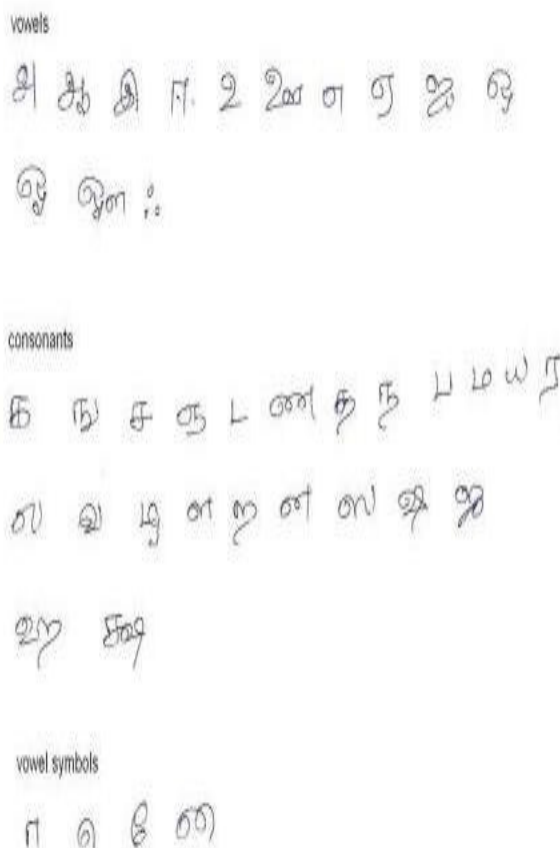 vowels
அ ஆ இ ஈ உ ஊ எ ஏ ஐ ஒ
ஓ ஔ ஃ
consonants
க ங ச ஞ ட ண த ந ப ம ய ர
ல வ ழ ள ற ன ஸ ஷ ஜ
ஹ க்ஷ
vowel symbols
ா ெ ே ை